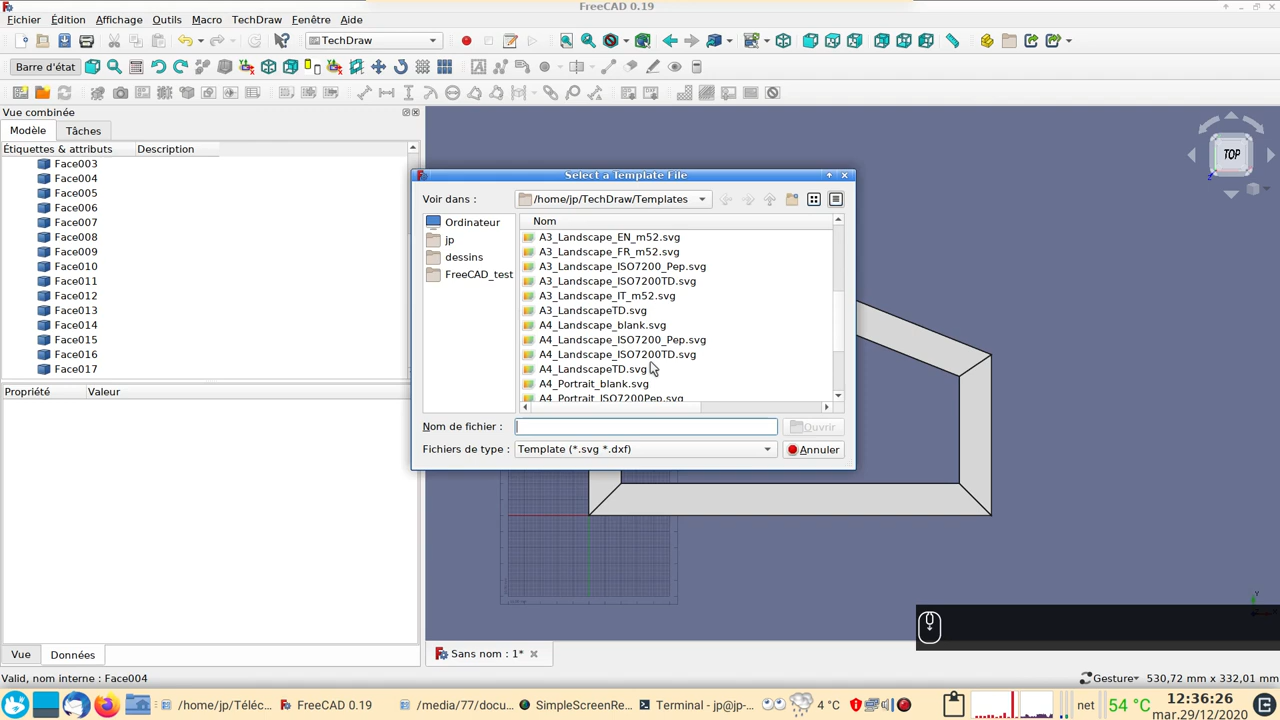 FreeCAD 0.19
Fichier Édition Affichage Outils Macro TechDraw Fenêtre Aide
TechDraw
Barre d'état
Vue combinée
Modèle Tâches
Étiquettes & attributs Description
Face003
Face004
Face005
Face006
Face007
Face008
Face009
Face010
Face011
Face012
Face013
Face014
Face015
Face016
Face017
Propriété Valeur
Vue Données
Select a Template File
Voir dans : /home/jp/TechDraw/Templates
Ordinateur
jp
dessins
FreeCAD_test
Nom
A3_Landscape_EN_m52.svg
A3_Landscape_FR_m52.svg
A3_Landscape_ISO7200_Pep.svg
A3_Landscape_ISO7200TD.svg
A3_Landscape_IT_m52.svg
A3_LandscapeTD.svg
A4_Landscape_blank.svg
A4_Landscape_ISO7200_Pep.svg
A4_Landscape_ISO7200TD.svg
A4_LandscapeTD.svg
A4_Portrait_blank.svg
A4_Portrait_ISO7200Pep.svg
Nom de fichier : Ouvrir
Fichiers de type : Template (*.svg *.dxf) Annuler
TOP
Sans nom : 1*
Valid, nom interne : Face004 Gesture 530,72 mm x 332,01 mm
/home/jp/Téléc... FreeCAD 0.19 /media/77/docu... SimpleScreenRe... Terminal - jp@jp-... 4 °C net 54 °C 12:36:26
mar.29/12/2020